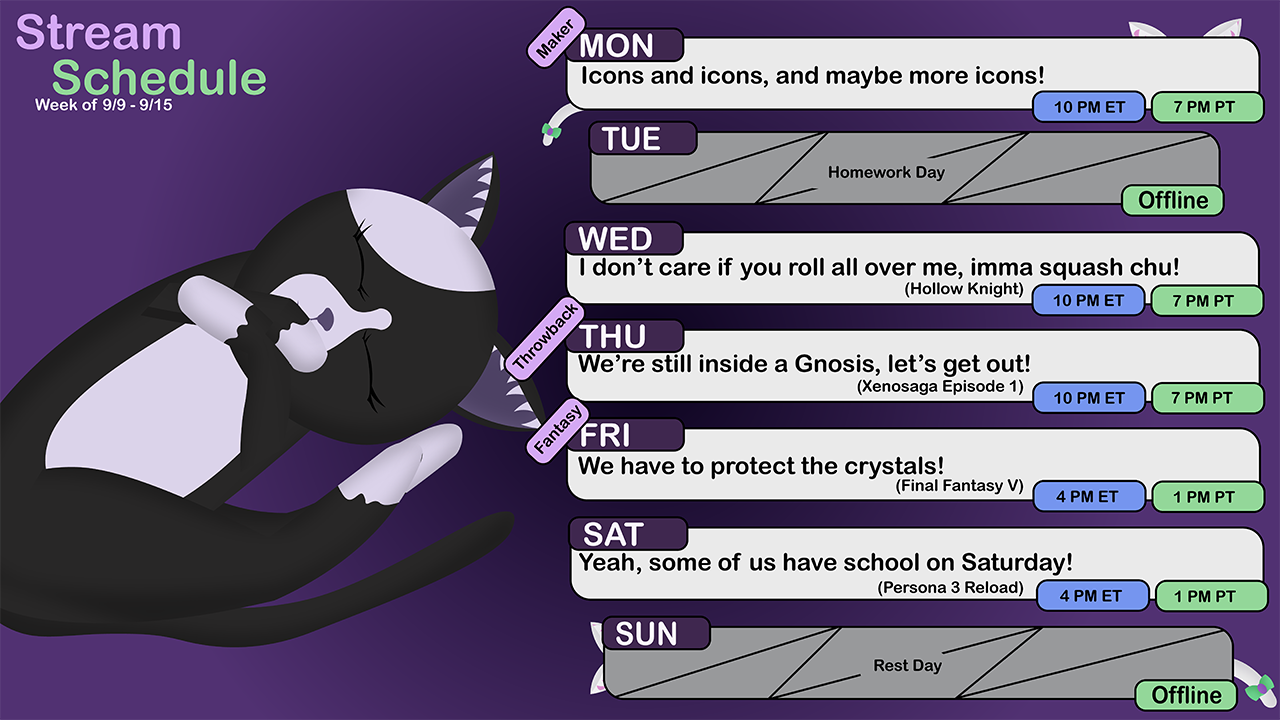 Stream
Schedule
Week of 9/9 - 9/15
Maker
MON
Icons and icons, and maybe more icons!
10 PM ET
7 PM PT
TUE
Homework Day
Offline
WED
I don't care if you roll all over me, imma squash chu!
(Hollow Knight)
10 PM ET
7 PM PT
Throwback
THU
We're still inside a Gnosis, let's get out!
(Xenosaga Episode 1)
10 PM ET
7 PM PT
Fantasy
FRI
We have to protect the crystals!
(Final Fantasy V)
4 PM ET
1 PM PT
SAT
Yeah, some of us have school on Saturday!
(Persona 3 Reload)
4 PM ET
1 PM PT
SUN
Rest Day
Offline